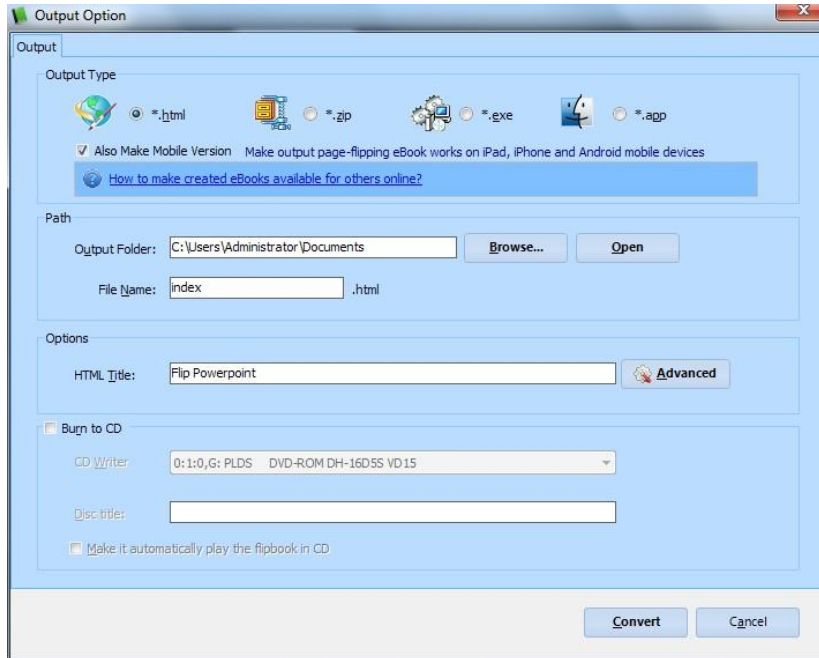 Output Option
Output
Output Type
*.html *.zip *.exe *.app
Also Make Mobile Version Make output page-flipping eBook works on iPad, iPhone and Android mobile devices
How to make created eBooks available for others online?
Path
Output Folder: C:\Users\Administrator\Documents Browse... Open
File Name: index .html
Options
HTML Title: Flip Powerpoint Advanced
Burn to CD
CD Writer 0:1:0,G: PLDS DVD-ROM DH-16D5S VD15
Disc title:
Make it automatically play the flipbook in CD
Convert Cancel